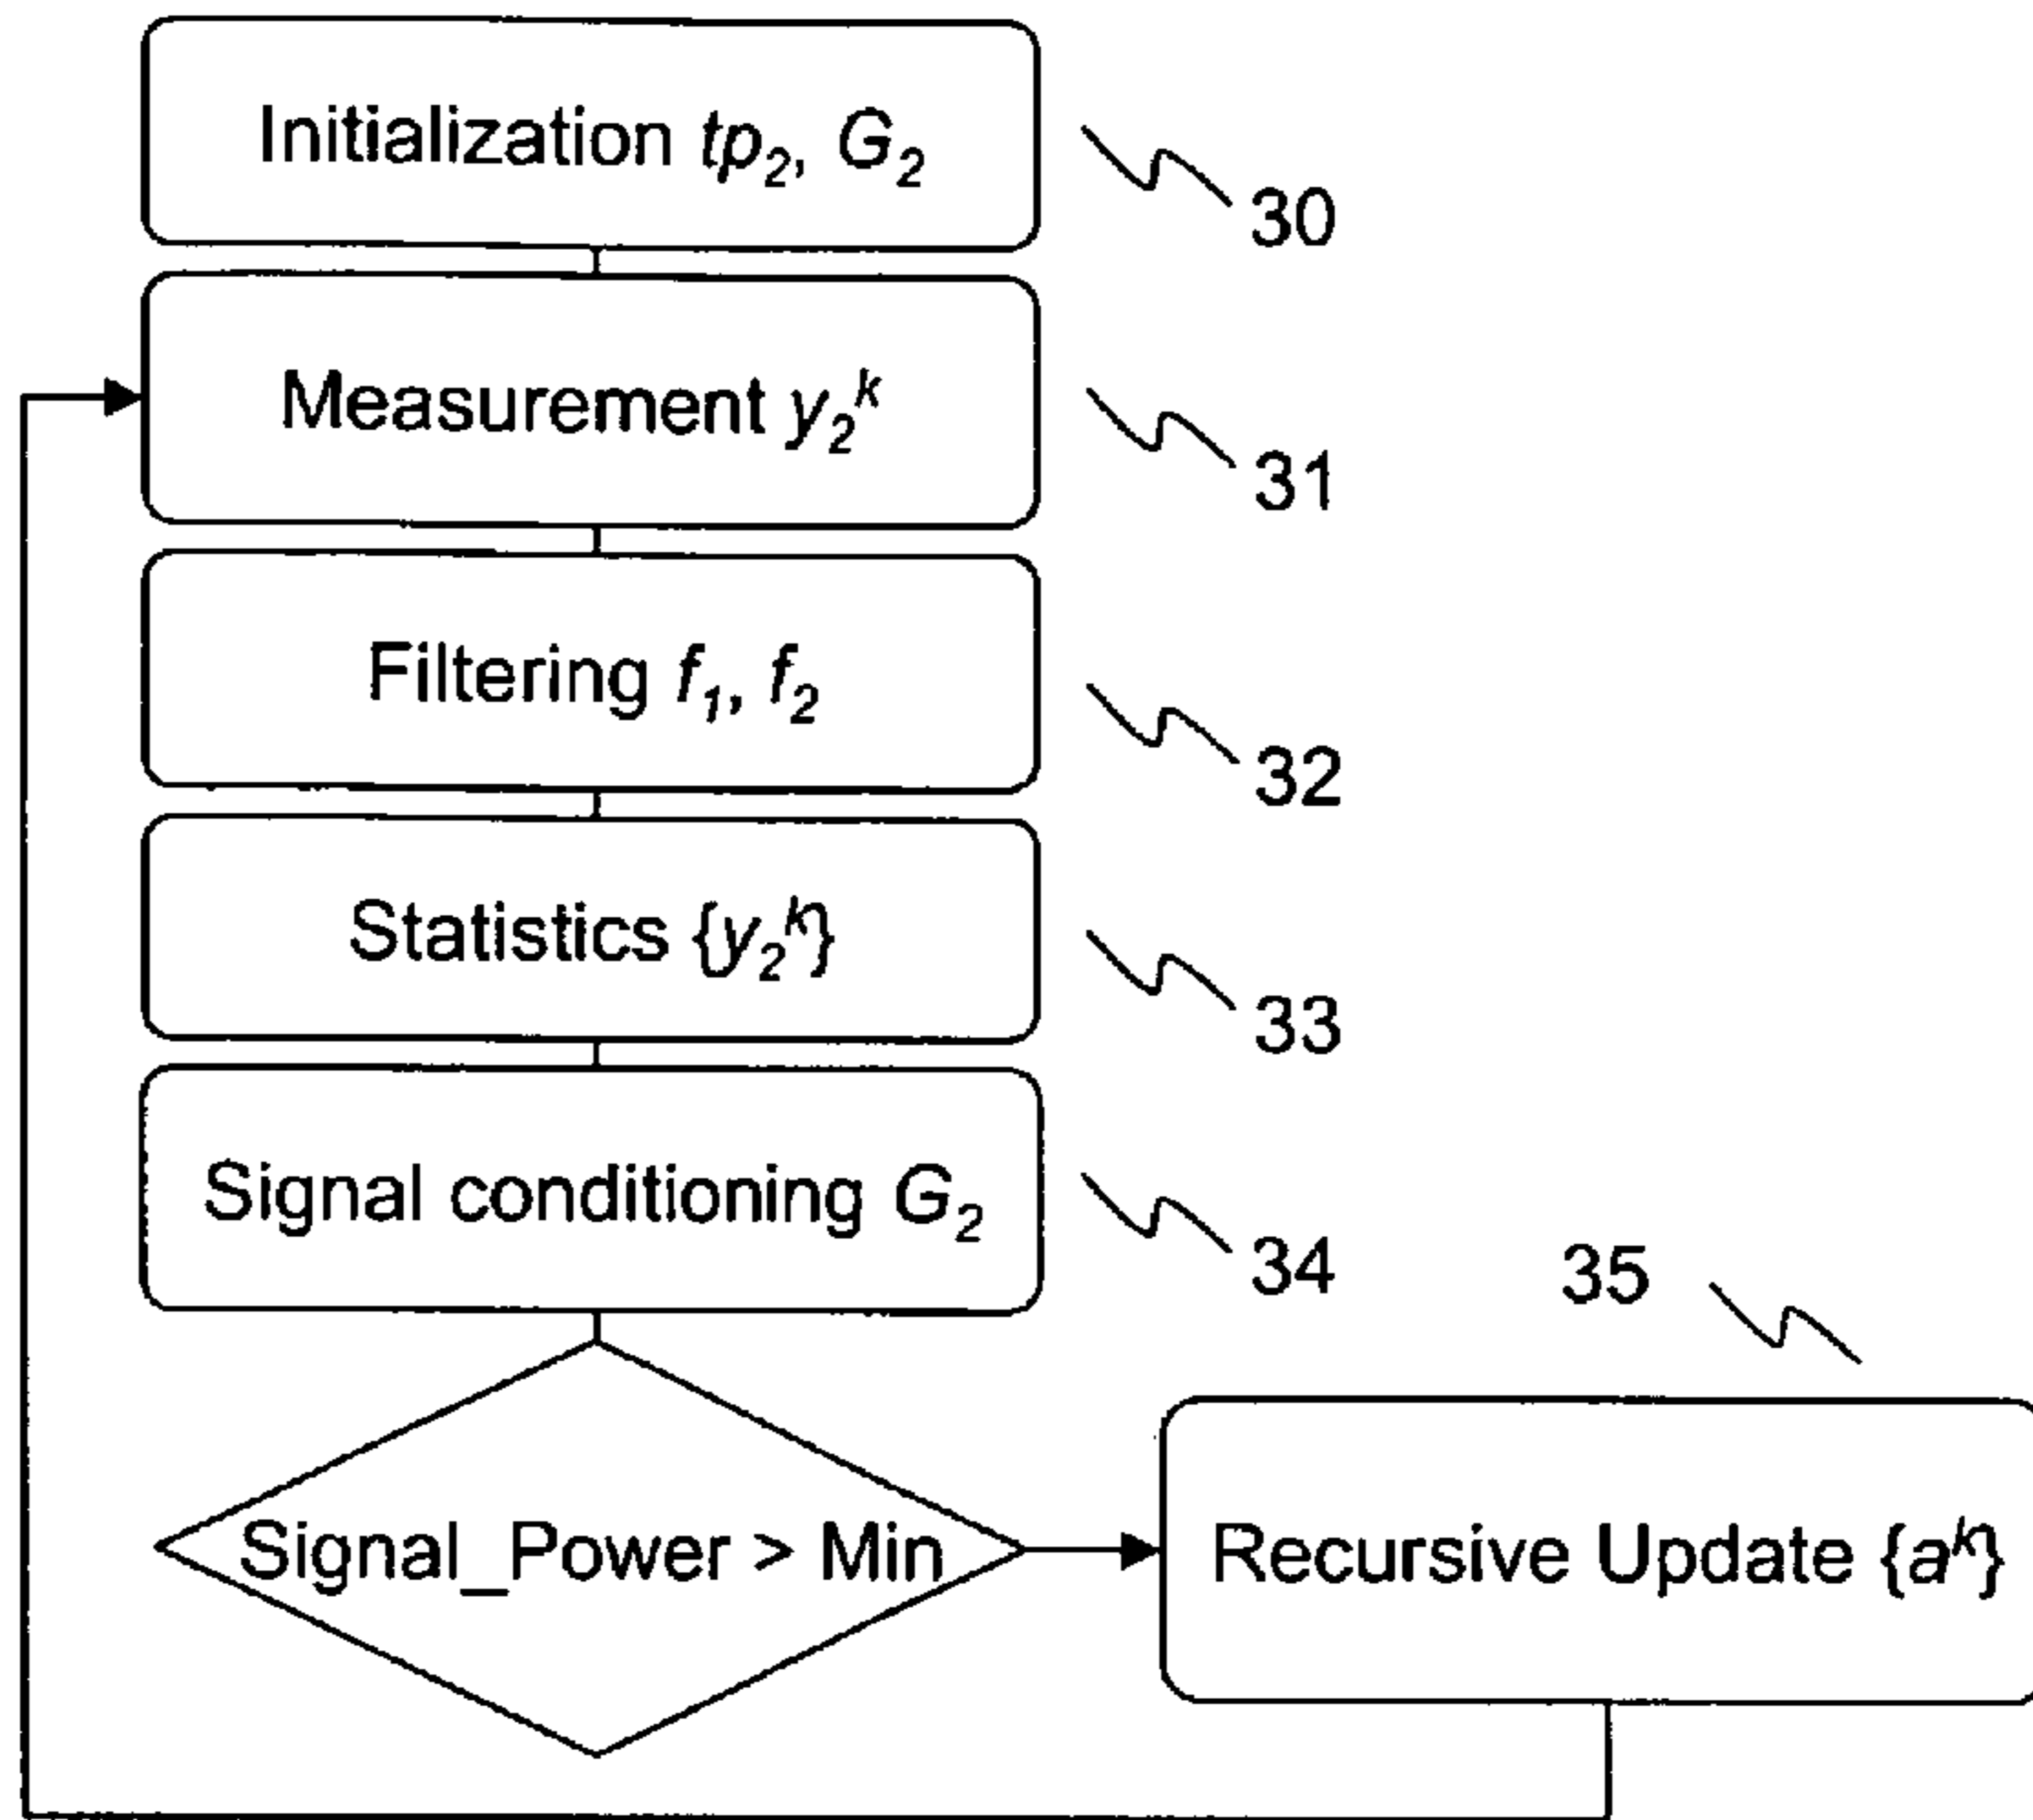 Initialization tp₂, G₂
30
Measurement y₂ᵏ
31
Filtering f₁, f₂
32
Statistics {y₂ᵏ}
33
Signal conditioning G₂
34
35
Signal_Power > Min
Recursive Update {aᵏ}